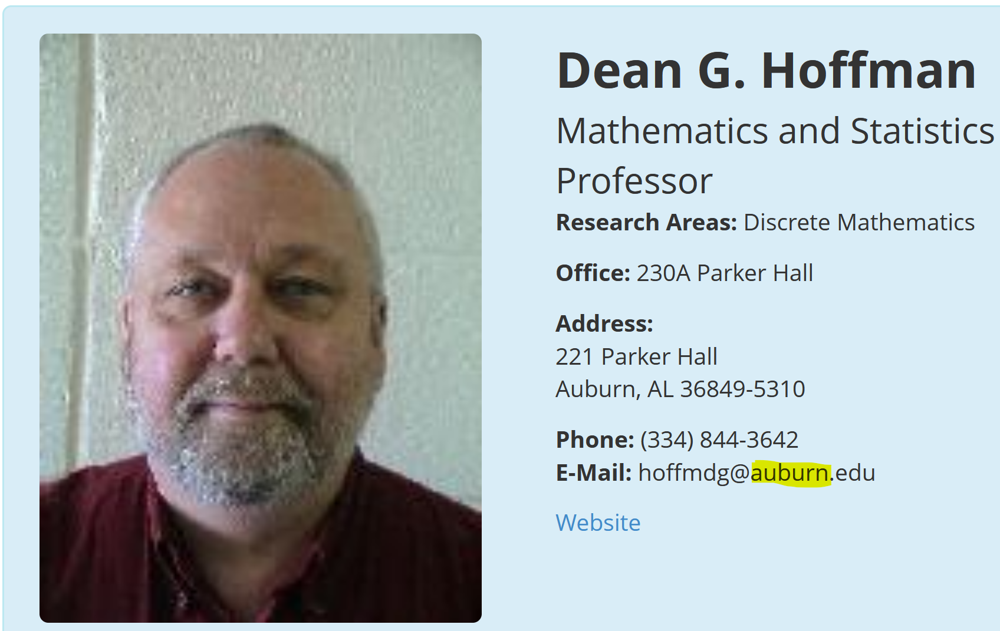 Dean G. Hoffman
Mathematics and Statistics
Professor
Research Areas: Discrete Mathematics
Office: 230A Parker Hall
Address:
221 Parker Hall
Auburn, AL 36849-5310
Phone: (334) 844-3642
E-Mail: hoffmdg@auburn.edu
Website